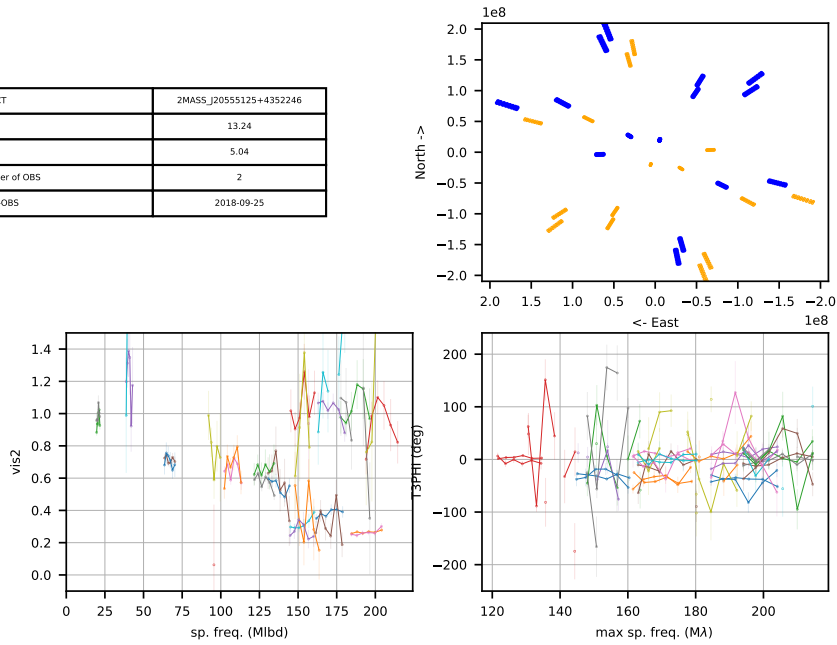 CT 2MASS_J20555125+4352246
13.24
5.04
er of OBS 2
-OBS 2018-09-25
1e8
2.0
1.5
1.0
0.5
0.0
−0.5
−1.0
−1.5
−2.0
North ->
2.0 1.5 1.0 0.5 0.0 −0.5 −1.0 −1.5 −2.0
<- East 1e8
1.4
1.2
1.0
0.8
0.6
0.4
0.2
0.0
vis2
0 25 50 75 100 125 150 175 200
sp. freq. (Mlbd)
200
100
0
−100
−200
T3PHI (deg)
120 140 160 180 200
max sp. freq. (Mλ)